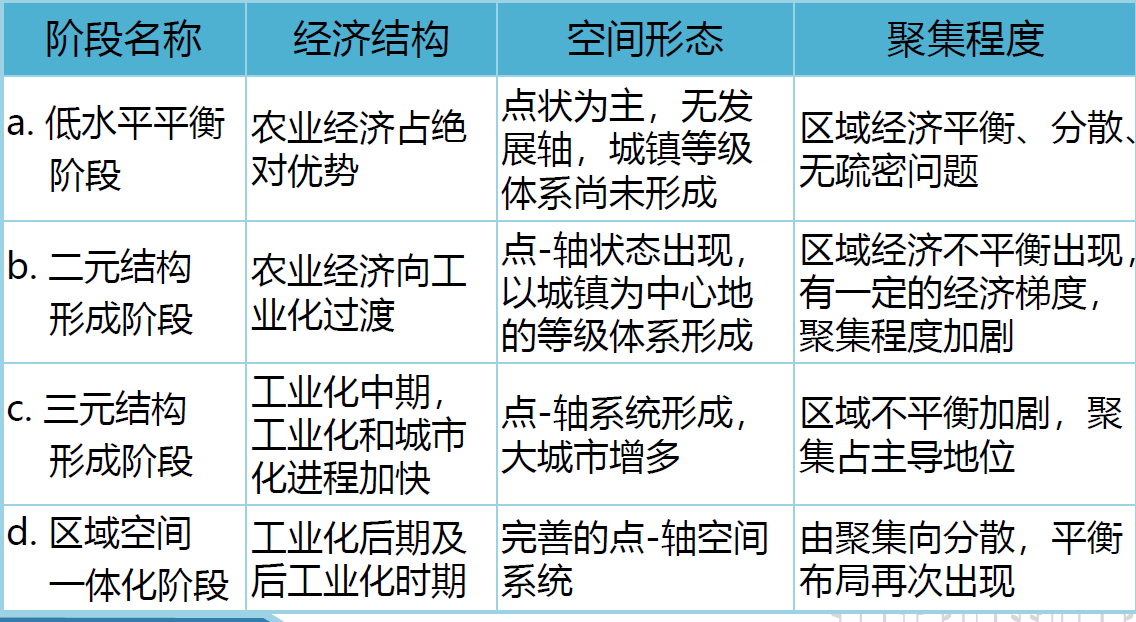 阶段名称
经济结构
空间形态
聚集程度
a. 低水平平衡
阶段
农业经济占绝
对优势
点状为主，无发
展轴，城镇等级
体系尚未形成
区域经济平衡、分散、
无疏密问题
b. 二元结构
形成阶段
农业经济向工
业化过渡
点-轴状态出现，
以城镇为中心地
的等级体系形成
区域经济不平衡出现，
有一定的经济梯度，
聚集程度加剧
c. 三元结构
形成阶段
工业化中期，
工业化和城市
化进程加快
点-轴系统形成，
大城市增多
区域不平衡加剧，聚
集占主导地位
d. 区域空间
一体化阶段
工业化后期及
后工业化时期
完善的点-轴空间
系统
由聚集向分散，平衡
布局再次出现